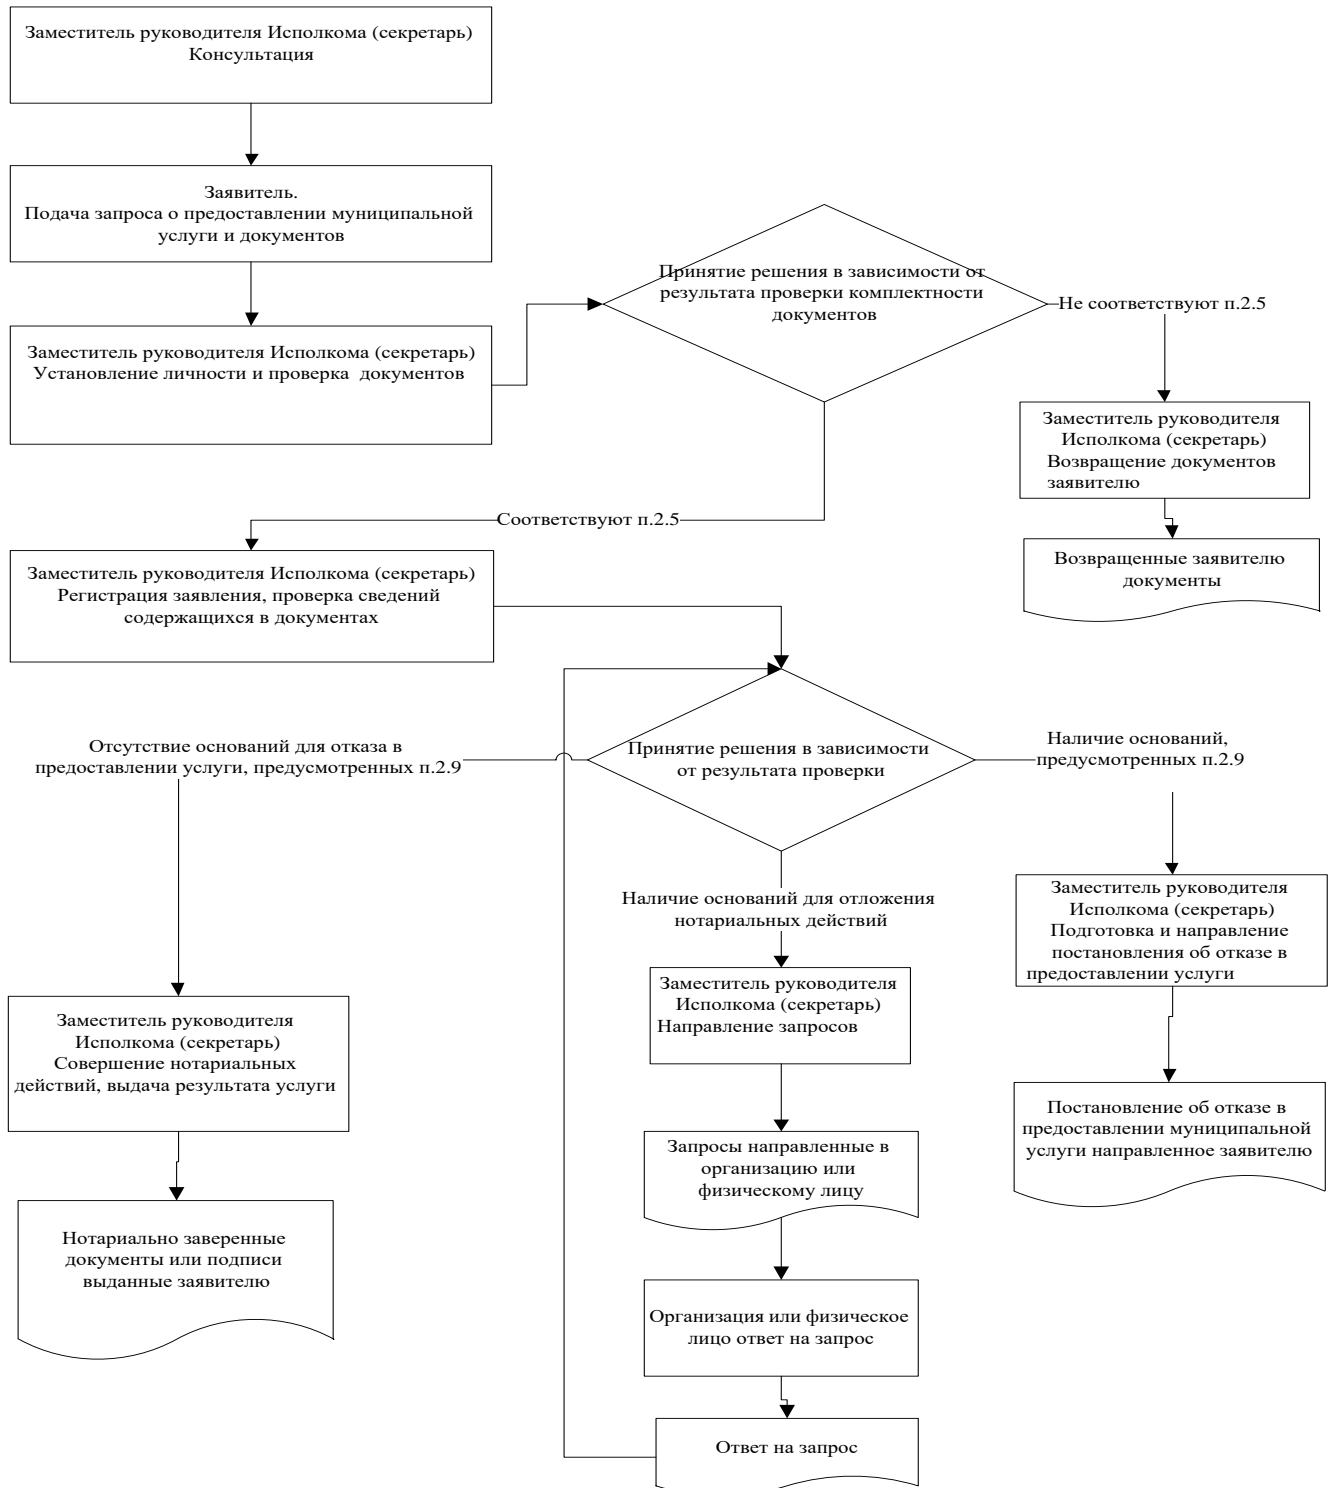 Заместитель руководителя Исполкома (секретарь)
Консультация
Заявитель.
Подача запроса о предоставлении муниципальной
услуги и документов
Заместитель руководителя Исполкома (секретарь)
Установление личности и проверка документов
Принятие решения в зависимости от
результата проверки комплектности
документов
Не соответствуют п.2.5
Заместитель руководителя
Исполкома (секретарь)
Возвращение документов
заявителю
Возвращенные заявителю
документы
Соответствуют п.2.5
Заместитель руководителя Исполкома (секретарь)
Регистрация заявления, проверка сведений
содержащихся в документах
Принятие решения в зависимости
от результата проверки
Отсутствие оснований для отказа в
предоставлении услуги, предусмотренных п.2.9
Наличие оснований,
предусмотренных п.2.9
Наличие оснований для отложения
нотариальных действий
Заместитель руководителя
Исполкома (секретарь)
Совершение нотариальных
действий, выдача результата услуги
Нотариально заверенные
документы или подписи
выданные заявителю
Заместитель руководителя
Исполкома (секретарь)
Направление запросов
Запросы направленные в
организацию или
физическому лицу
Организация или физическое
лицо ответ на запрос
Ответ на запрос
Заместитель руководителя
Исполкома (секретарь)
Подготовка и направление
постановления об отказе в
предоставлении услуги
Постановление об отказе в
предоставлении муниципальной
услуги направленное заявителю